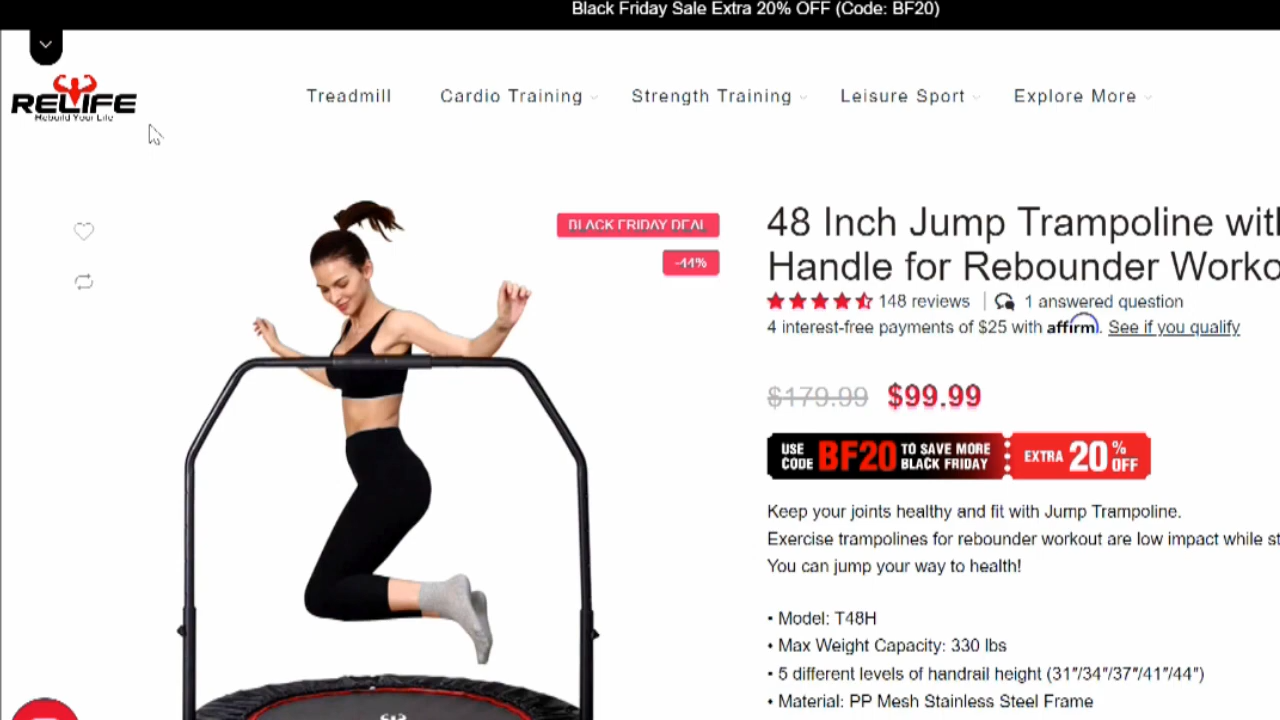 Black Friday Sale Extra 20% OFF (Code: BF20)
RELIFE
Rebuild Your Life
Treadmill Cardio Training Strength Training Leisure Sport Explore More
BLACK FRIDAY DEAL
-44%
48 Inch Jump Trampoline with
Handle for Rebounder Worko
148 reviews 1 answered question
4 interest-free payments of $25 with affirm. See if you qualify
$179.99 $99.99
USE CODE BF20 TO SAVE MORE BLACK FRIDAY EXTRA 20% OFF
Keep your joints healthy and fit with Jump Trampoline.
Exercise trampolines for rebounder workout are low impact while st
You can jump your way to health!
• Model: T48H
• Max Weight Capacity: 330 lbs
• 5 different levels of handrail height (31″/34″/37″/41″/44″)
• Material: PP Mesh Stainless Steel Frame